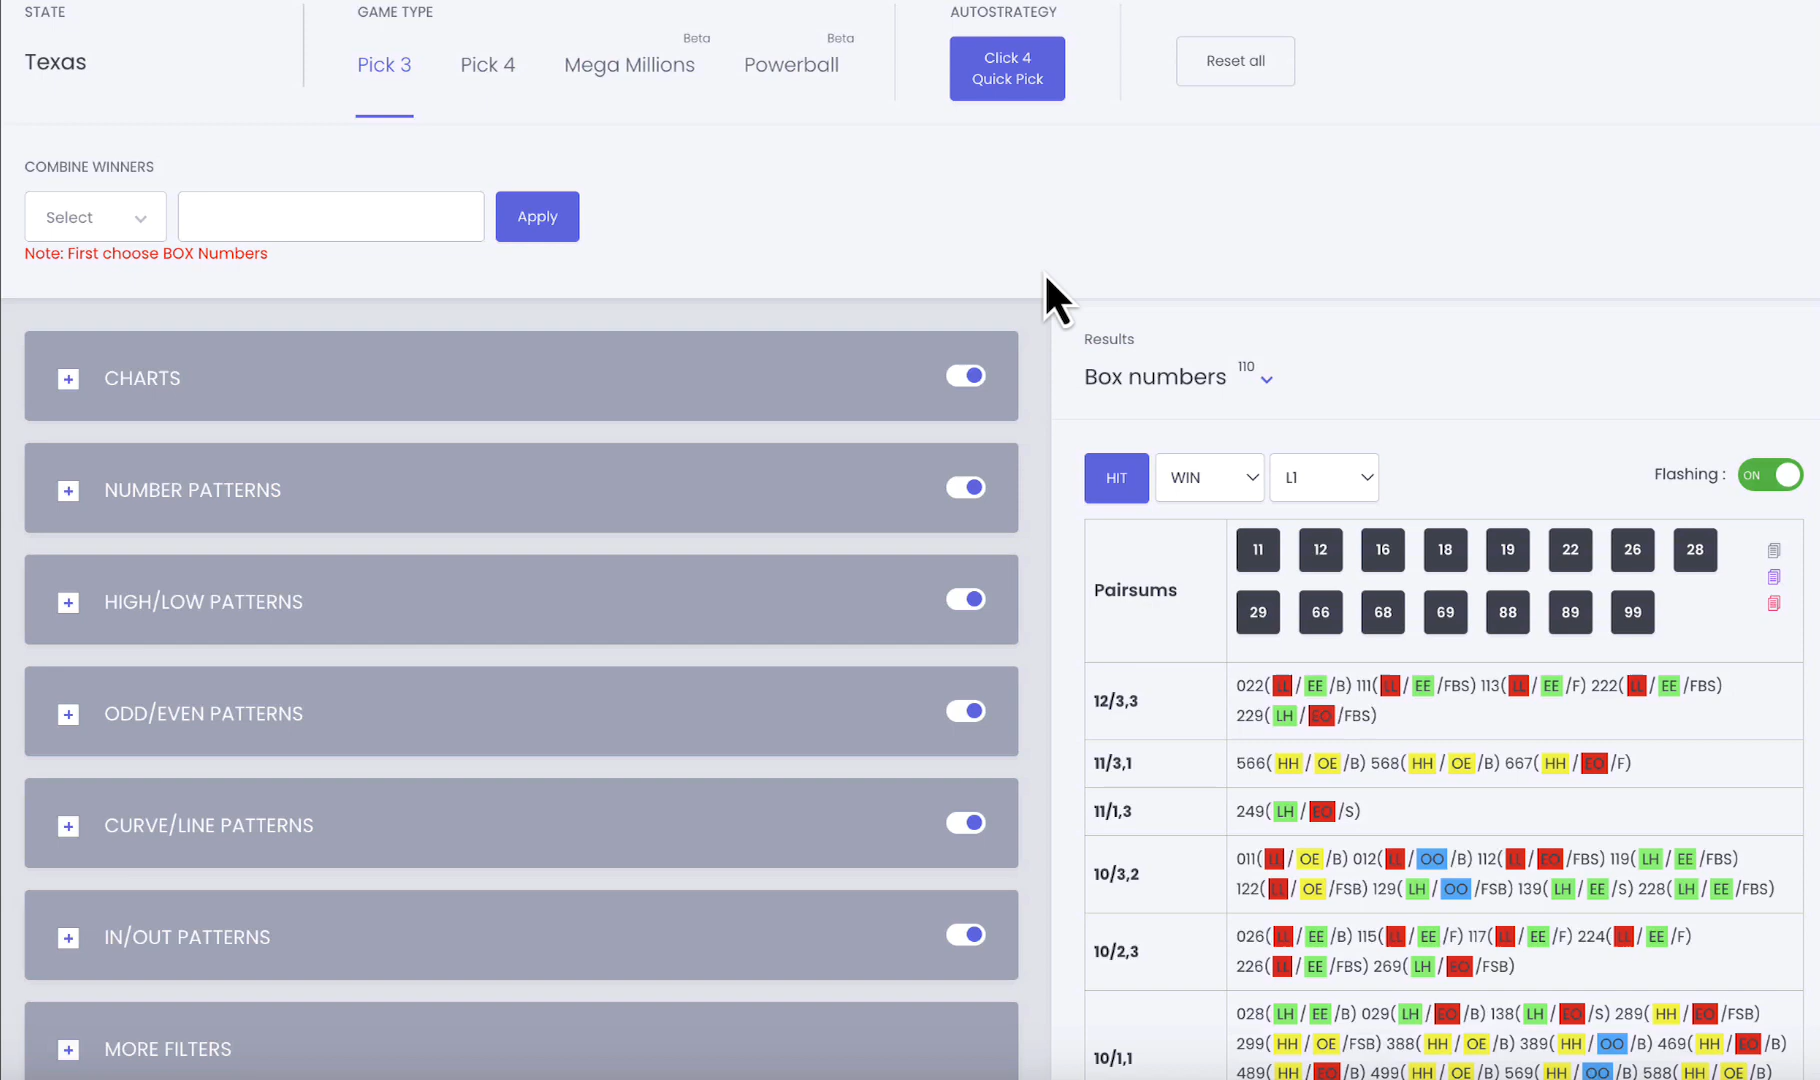 STATE
GAME TYPE
AUTOSTRATEGY
Texas
Pick 3
Pick 4
Mega Millions
Beta
Powerball
Beta
Click 4
Quick Pick
Reset all
COMBINE WINNERS
Select
Apply
Note: First choose BOX Numbers
CHARTS
NUMBER PATTERNS
HIGH/LOW PATTERNS
ODD/EVEN PATTERNS
CURVE/LINE PATTERNS
IN/OUT PATTERNS
MORE FILTERS
Results
Box numbers 110
HIT
WIN
L1
Flashing :
ON
Pairsums
11 12 16 18 19 22 26 28
29 66 68 69 88 89 99
12/3,3
022( LL / EE /B) 111( LL / EE /FBS) 113( LL / EE /F) 222( LL / EE /FBS)
229( LH / EO /FBS)
11/3,1
566( HH / OE /B) 568( HH / OE /B) 667( HH / EO /F)
11/1,3
249( LH / EO /S)
10/3,2
011( LL / OE /B) 012( LL / OO /B) 112( LL / EO /FBS) 119( LH / EE /FBS)
122( LL / OE /FSB) 129( LH / OO /FSB) 139( LH / EE /S) 228( LH / EE /FBS)
10/2,3
026( LL / EE /B) 115( LL / EE /F) 117( LL / EE /F) 224( LL / EE /F)
226( LL / EE /FBS) 269( LH / EO /FSB)
10/1,1
028( LH / EE /B) 029( LH / EO /B) 138( LH / EO /S) 289( HH / EO /FSB)
299( HH / OE /FSB) 388( HH / OE /B) 389( HH / OO /B) 469( HH / EO /B)
489( HH / EO /B) 499( HH / OE /B) 569( HH / OO /B) 588( HH / OE /B)